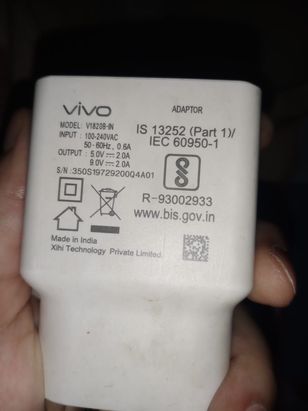 vivo
ADAPTOR
MODEL: V1820B-IN
INPUT : 100-240VAC
50-60Hz, 0.6A
OUTPUT : 5.0V ⎓ 2.0A
9.0V ⎓ 2.0A
S/N :350S19729200Q4A01
IS 13252 (Part 1)/
IEC 60950-1
R-93002933
www.bis.gov.in
Made in India
Xihi Technology Private Limited.